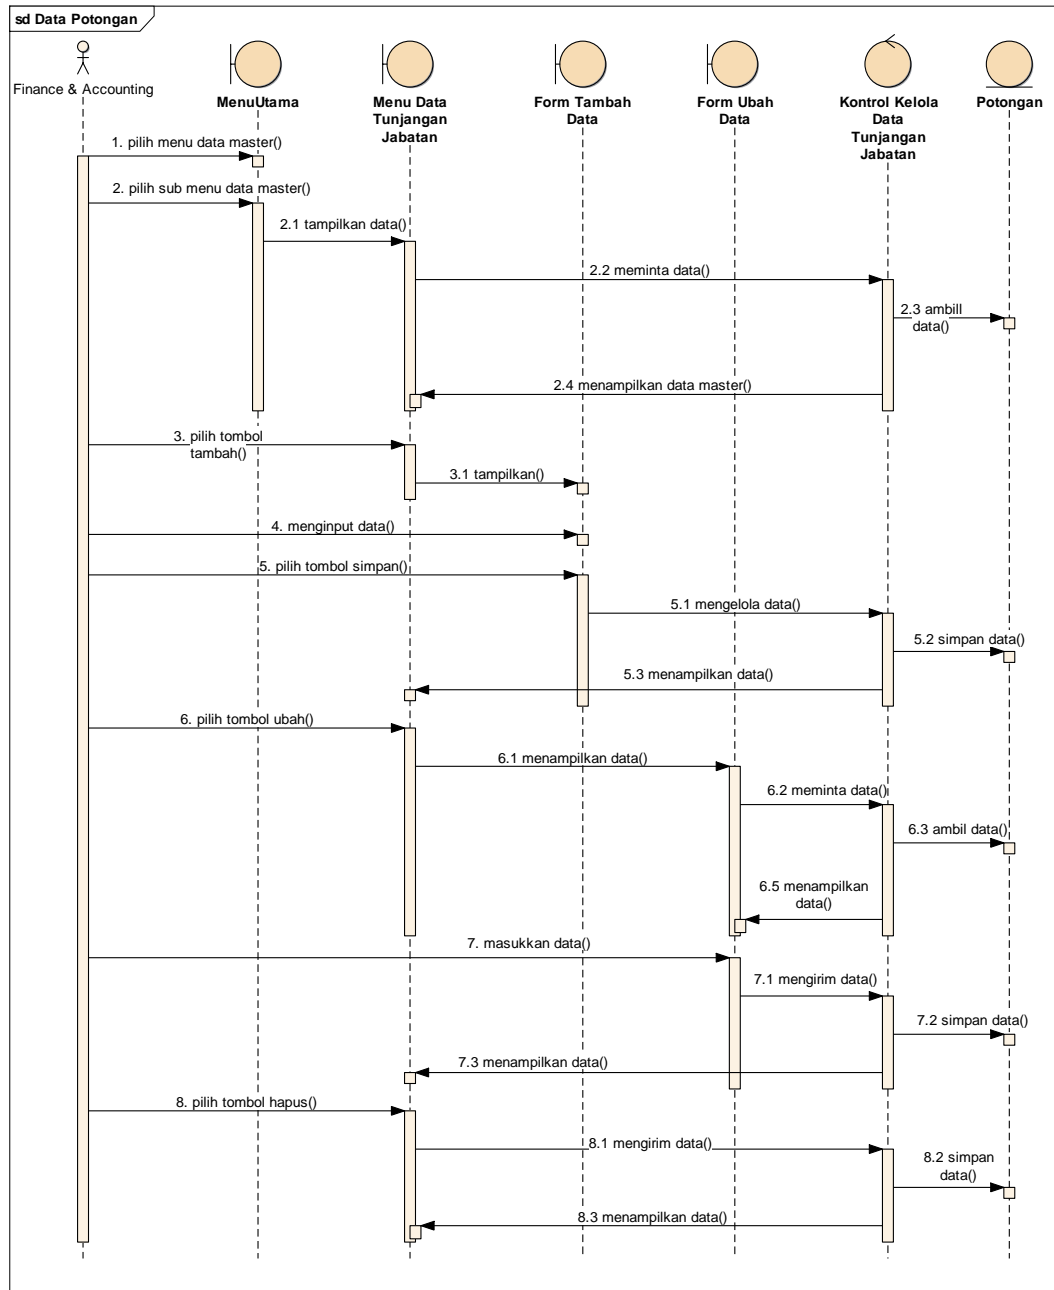 sd Data Potongan
Finance & Accounting
MenuUtama
Menu Data
Tunjangan
Jabatan
Form Tambah
Data
Form Ubah
Data
Kontrol Kelola
Data
Tunjangan
Jabatan
Potongan
1. pilih menu data master()
2. pilih sub menu data master()
2.1 tampilkan data()
2.2 meminta data()
2.3 ambill
data()
2.4 menampilkan data master()
3. pilih tombol
tambah()
3.1 tampilkan()
4. menginput data()
5. pilih tombol simpan()
5.1 mengelola data()
5.2 simpan data()
5.3 menampilkan data()
6. pilih tombol ubah()
6.1 menampilkan data()
6.2 meminta data()
6.3 ambil data()
6.5 menampilkan
data()
7. masukkan data()
7.1 mengirim data()
7.2 simpan data()
7.3 menampilkan data()
8. pilih tombol hapus()
8.1 mengirim data()
8.2 simpan
data()
8.3 menampilkan data()